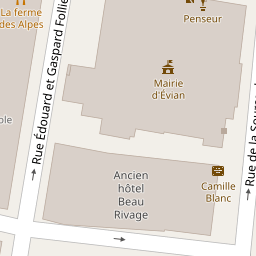 La ferme
des Alpes
Penseur
Rue Édouard et Gaspard Follie
Mairie
d'Évian
Rue de la Source
Ancien
hôtel
Beau
Rivage
Camille
Blanc